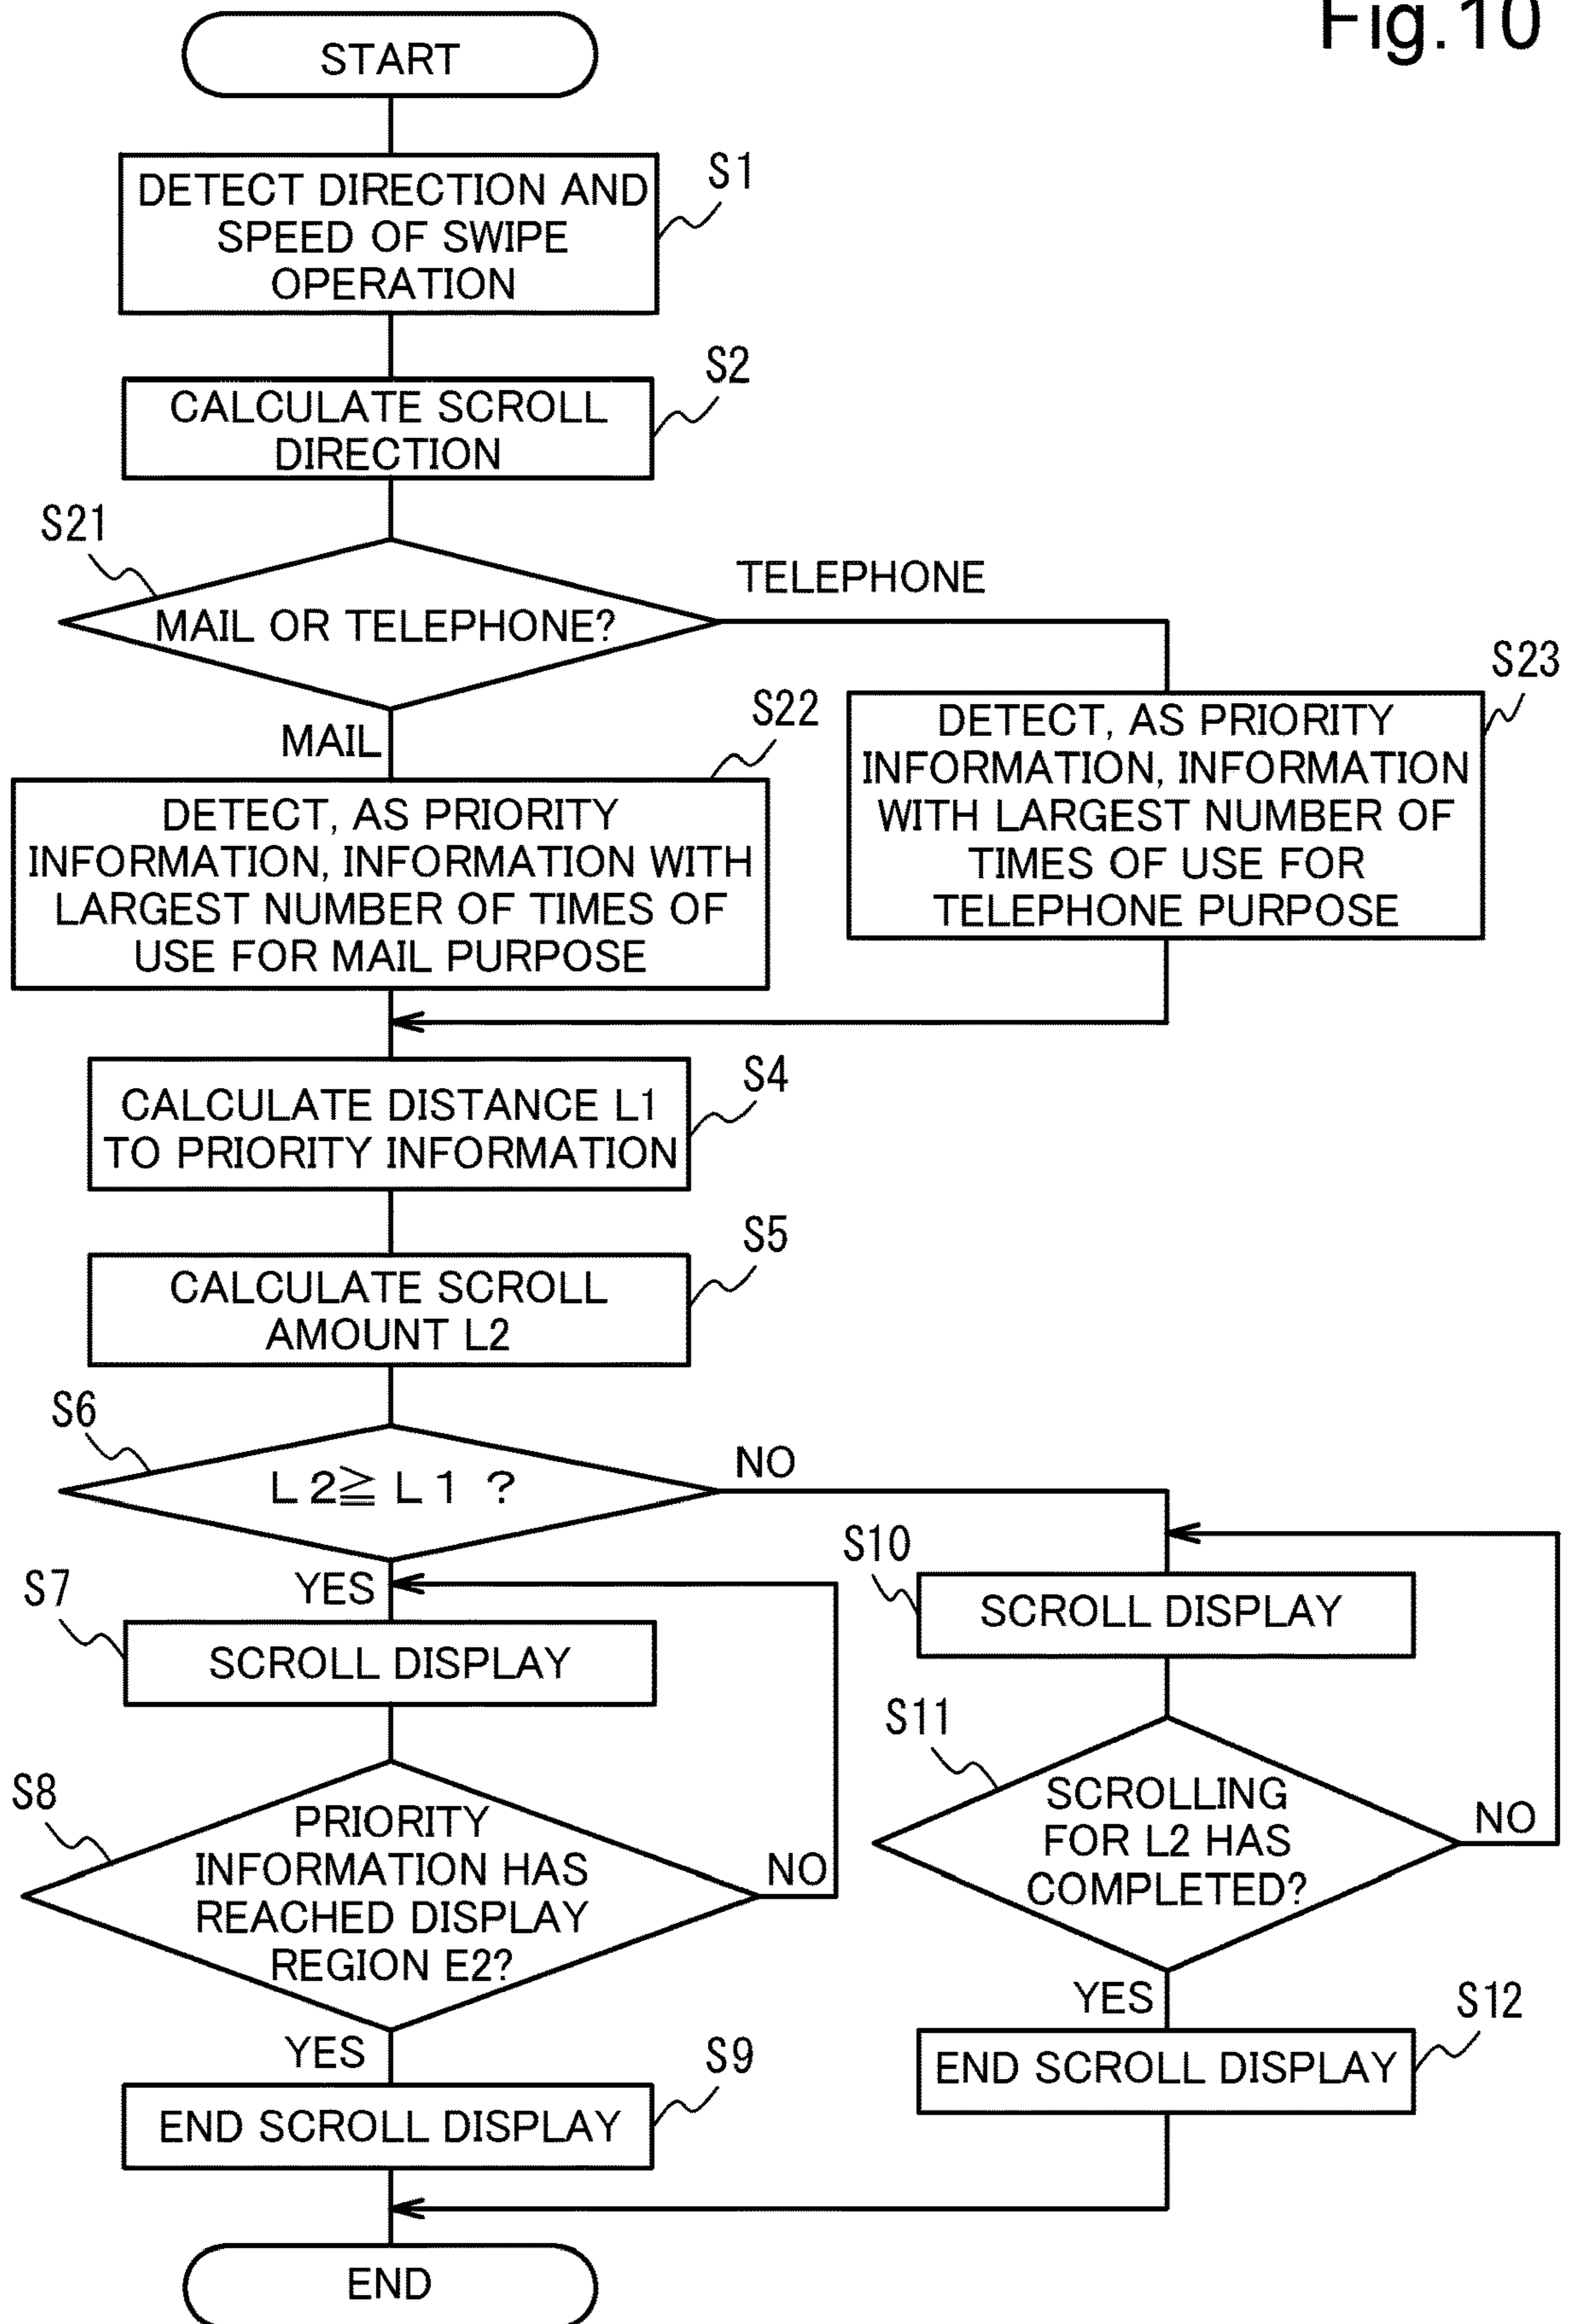 Fig.10
START
S1
DETECT DIRECTION AND
SPEED OF SWIPE
OPERATION
S2
CALCULATE SCROLL
DIRECTION
S21
MAIL OR TELEPHONE?
TELEPHONE
MAIL
S22
DETECT, AS PRIORITY
INFORMATION, INFORMATION WITH
LARGEST NUMBER OF TIMES OF
USE FOR MAIL PURPOSE
S23
DETECT, AS PRIORITY
INFORMATION, INFORMATION
WITH LARGEST NUMBER OF
TIMES OF USE FOR
TELEPHONE PURPOSE
S4
CALCULATE DISTANCE L1
TO PRIORITY INFORMATION
S5
CALCULATE SCROLL
AMOUNT L2
S6
L2≧L1?
NO
YES
S7
SCROLL DISPLAY
S8
PRIORITY
INFORMATION HAS
REACHED DISPLAY
REGION E2?
NO
YES
S9
END SCROLL DISPLAY
S10
SCROLL DISPLAY
S11
SCROLLING
FOR L2 HAS
COMPLETED?
NO
YES
S12
END SCROLL DISPLAY
END